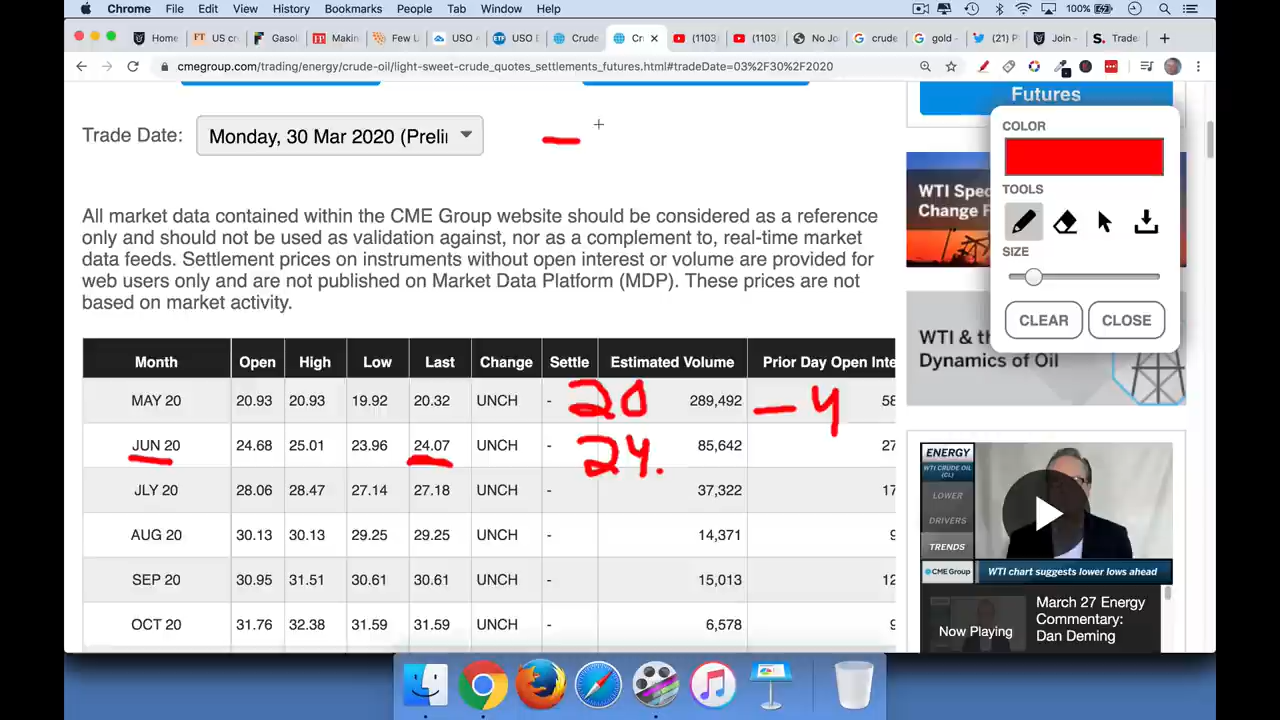 Chrome File Edit View History Bookmarks People Tab Window Help 100%
Home US cr Gasol Makin Few L USO USO E Crude Cr (1103 (1103 No Jo crude gold - (21) P Join - Trade
cmegroup.com/trading/energy/crude-oil/light-sweet-crude_quotes_settlements_futures.html#tradeDate=03%2F30%2F2020
Futures
Trade Date: Monday, 30 Mar 2020 (Prelii
COLOR
TOOLS
SIZE
CLEAR CLOSE
All market data contained within the CME Group website should be considered as a reference
only and should not be used as validation against, nor as a complement to, real-time market
data feeds. Settlement prices on instruments without open interest or volume are provided for
web users only and are not published on Market Data Platform (MDP). These prices are not
based on market activity.
WTI Spec
Change F
WTI & th
Dynamics of Oil
Month Open High Low Last Change Settle Estimated Volume Prior Day Open Inte
MAY 20 20.93 20.93 19.92 20.32 UNCH - 20 289,492 - 4 58
JUN 20 24.68 25.01 23.96 24.07 UNCH - 24. 85,642 27
JLY 20 28.06 28.47 27.14 27.18 UNCH - 37,322 17
AUG 20 30.13 30.13 29.25 29.25 UNCH - 14,371 9
SEP 20 30.95 31.51 30.61 30.61 UNCH - 15,013 12
OCT 20 31.76 32.38 31.59 31.59 UNCH - 6,578 9
ENERGY
WTI CRUDE OIL
(CL)
LOWER
DRIVERS
TRENDS
CME Group WTI chart suggests lower lows ahead
Now Playing
March 27 Energy
Commentary:
Dan Deming